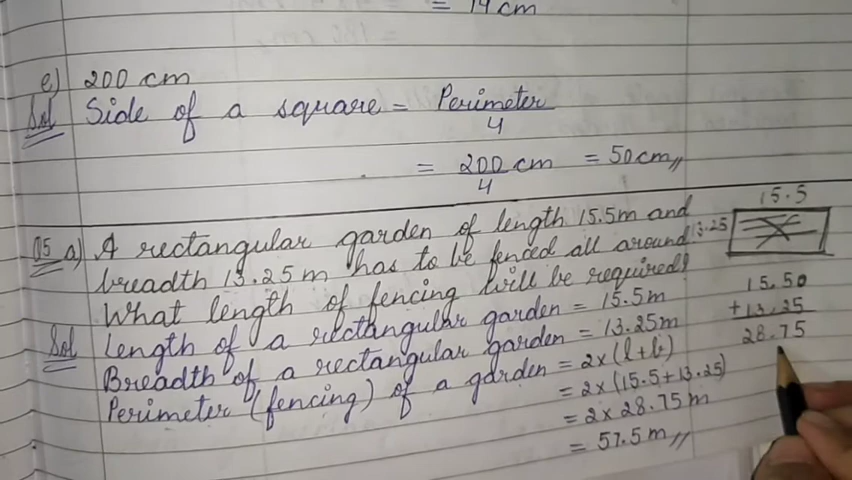 = 14 cm
e) 200 cm
Sol Side of a square = Perimeter
4
= 200 cm = 50 cm
4
Q5 a) A rectangular garden of length 15.5m and
breadth 13.25 m has to be fenced all around.
What length of fencing will be required?
Sol Length of a rectangular garden = 15.5m
Breadth of a rectangular garden = 13.25m
Perimeter (fencing) of a garden = 2x (l+b)
= 2x (15.5+13.25)
= 2 x 28.75 m
= 57.5 m
15.5
13.25
15.50
+13.25
28.75